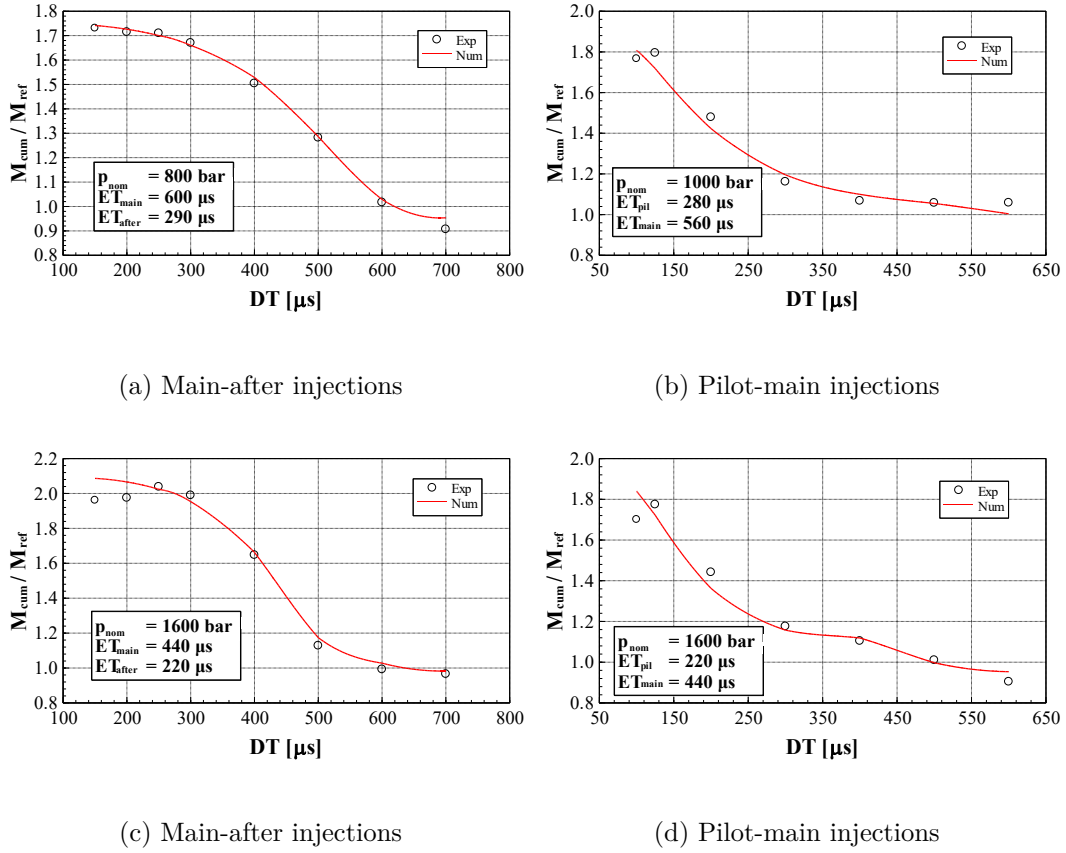 M_cum / M_ref
1.8
1.7
1.6
1.5
1.4
1.3
1.2
1.1
1.0
0.9
0.8
100 200 300 400 500 600 700 800
DT [µs]
Exp
Num
p_nom = 800 bar
ET_main = 600 µs
ET_after = 290 µs
(a) Main-after injections
M_cum / M_ref
2.0
1.8
1.6
1.4
1.2
1.0
0.8
50 150 250 350 450 550 650
DT [µs]
Exp
Num
p_nom = 1000 bar
ET_pil = 280 µs
ET_main = 560 µs
(b) Pilot-main injections
M_cum / M_ref
2.2
2.0
1.8
1.6
1.4
1.2
1.0
0.8
100 200 300 400 500 600 700 800
DT [µs]
Exp
Num
p_nom = 1600 bar
ET_main = 440 µs
ET_after = 220 µs
(c) Main-after injections
M_cum / M_ref
2.0
1.8
1.6
1.4
1.2
1.0
0.8
50 150 250 350 450 550 650
DT [µs]
Exp
Num
p_nom = 1600 bar
ET_pil = 220 µs
ET_main = 440 µs
(d) Pilot-main injections